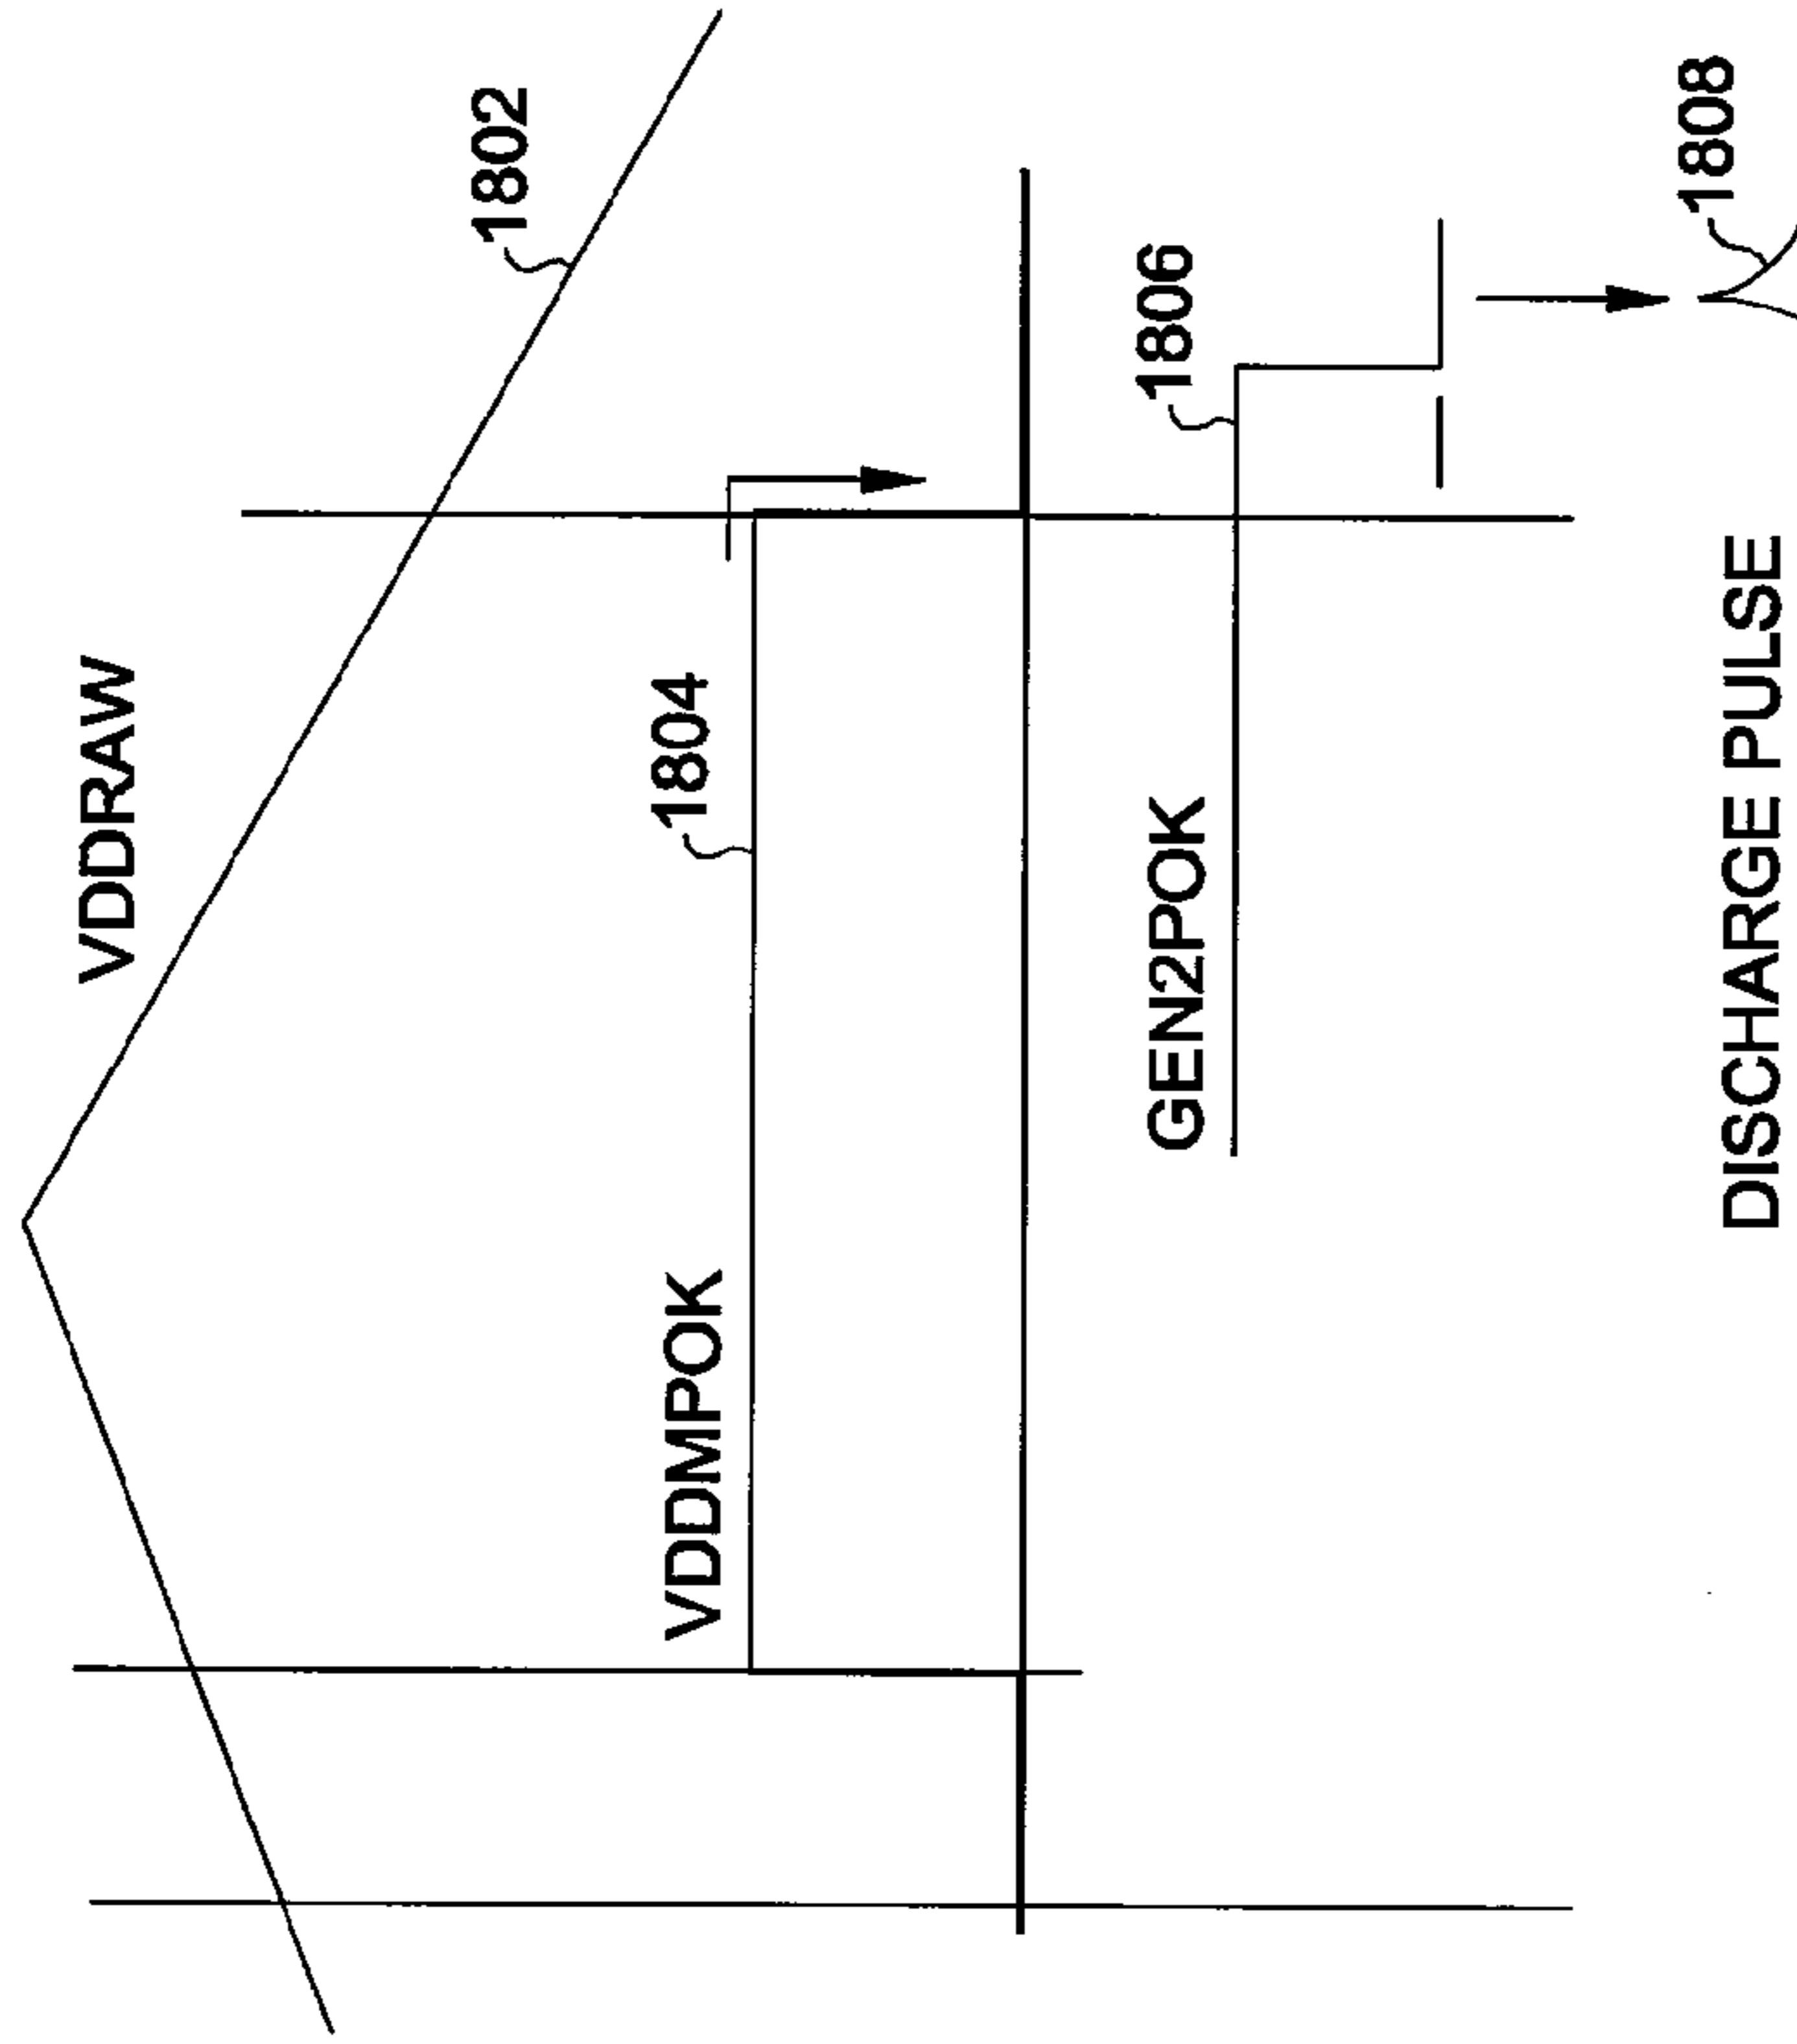 VDDRAW
1802
VDDMPOK
1804
GEN2POK
1806
DISCHARGE PULSE
1808